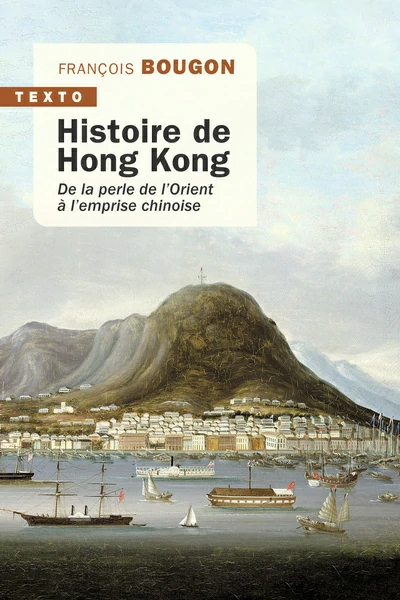 FRANÇOIS BOUGON
TEXTO
Histoire de
Hong Kong
De la perle de l'Orient
à l'emprise chinoise